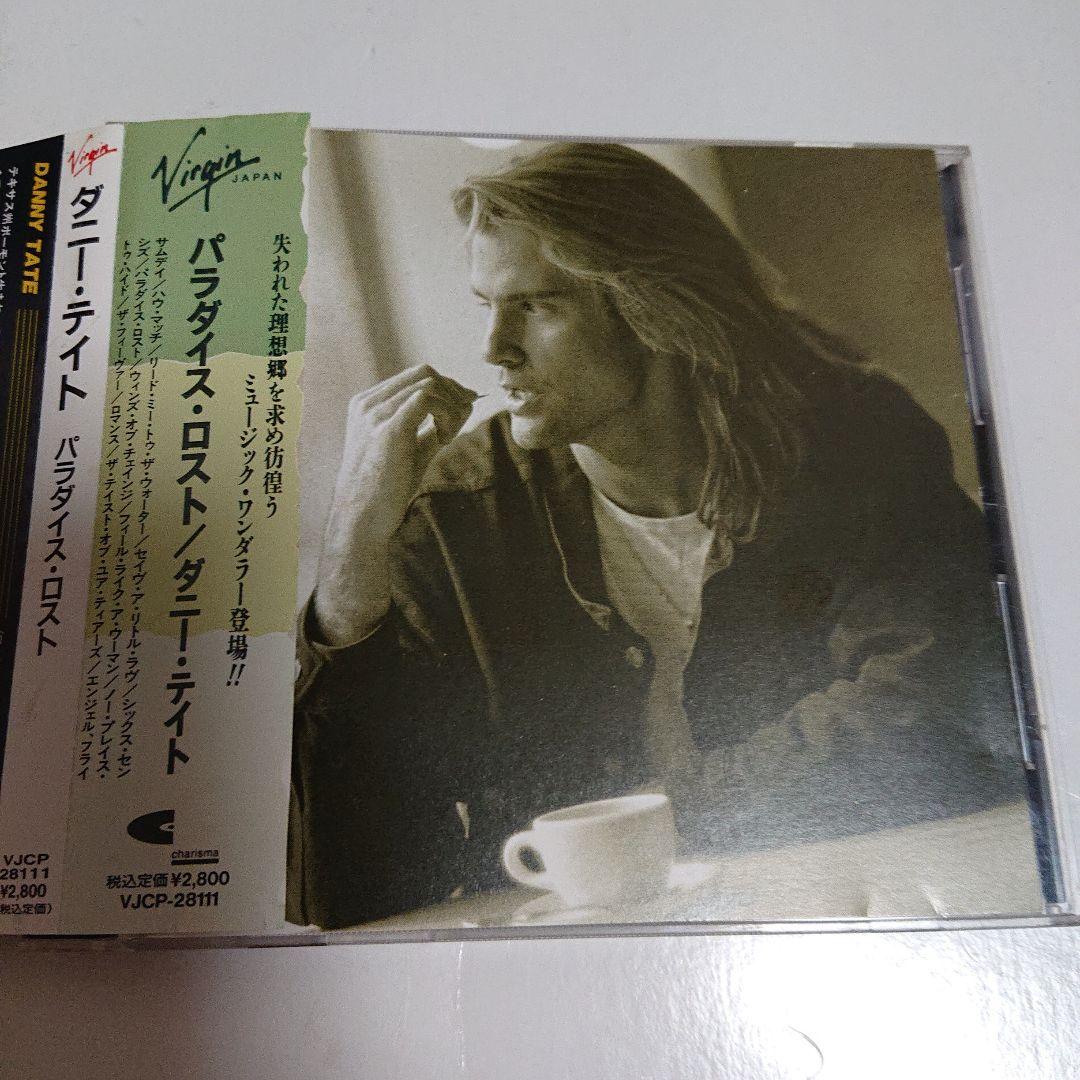 Virgin
JAPAN
失われた理想郷を求め彷徨う
ミュージック・ワンダラー登場!!
パラダイス・ロスト/ダニー・テイト
サムデイ/ハウ・マッチ/リード・ミー・トゥ・ザ・ウォーター/セイヴ・ア・リトル・ラヴ/シックス・セン
シズ/パラダイス・ロスト/ウィンズ・オブ・チェインジ/フィール・ライク・ア・ウーマン/ノー・プレイス・
トゥ・ハイド/ザ・フィーヴァー/ロマンス/ザ・テイスト・オブ・ユア・ティアーズ/エンジェル、フライ
charisma
税込定価¥2,800
VJCP-28111
Virgin
ダニー・テイト パラダイス・ロスト
DANNY TATE
テキサス州ボーモント
VJCP
28111
¥2,800
税込定価)